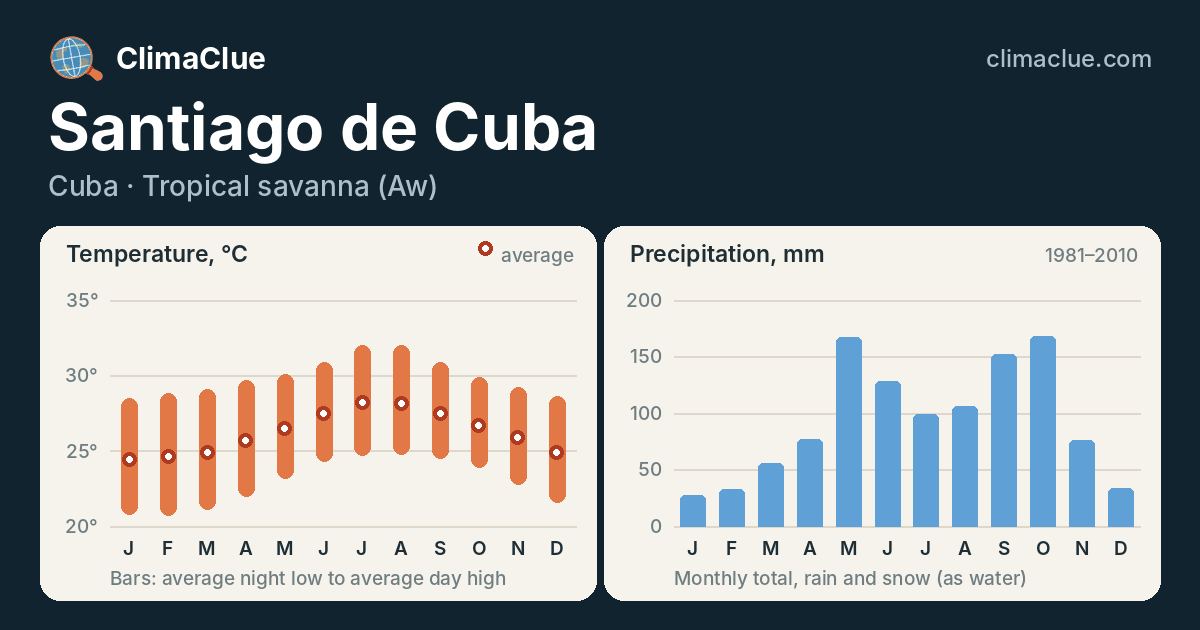 ClimaClue
climaclue.com
Santiago de Cuba
Cuba · Tropical savanna (Aw)
Temperature, °C
average
35°
30°
25°
20°
J F M A M J J A S O N D
Bars: average night low to average day high
Precipitation, mm
1981–2010
200
150
100
50
0
J F M A M J J A S O N D
Monthly total, rain and snow (as water)